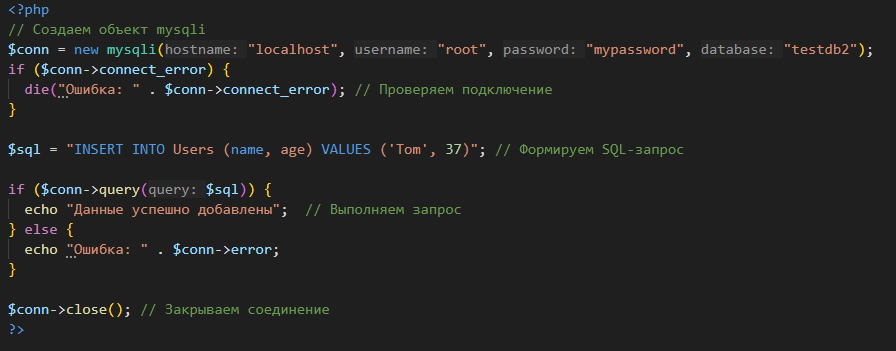 <?php
// Создаем объект mysqli
$conn = new mysqli(hostname: "localhost", username: "root", password: "mypassword", database: "testdb2");
if ($conn->connect_error) {
  die("Ошибка: " . $conn->connect_error); // Проверяем подключение
}

$sql = "INSERT INTO Users (name, age) VALUES ('Tom', 37)"; // Формируем SQL-запрос

if ($conn->query(query: $sql)) {
  echo "Данные успешно добавлены";  // Выполняем запрос
} else {
  echo "Ошибка: " . $conn->error;
}

$conn->close(); // Закрываем соединение
?>